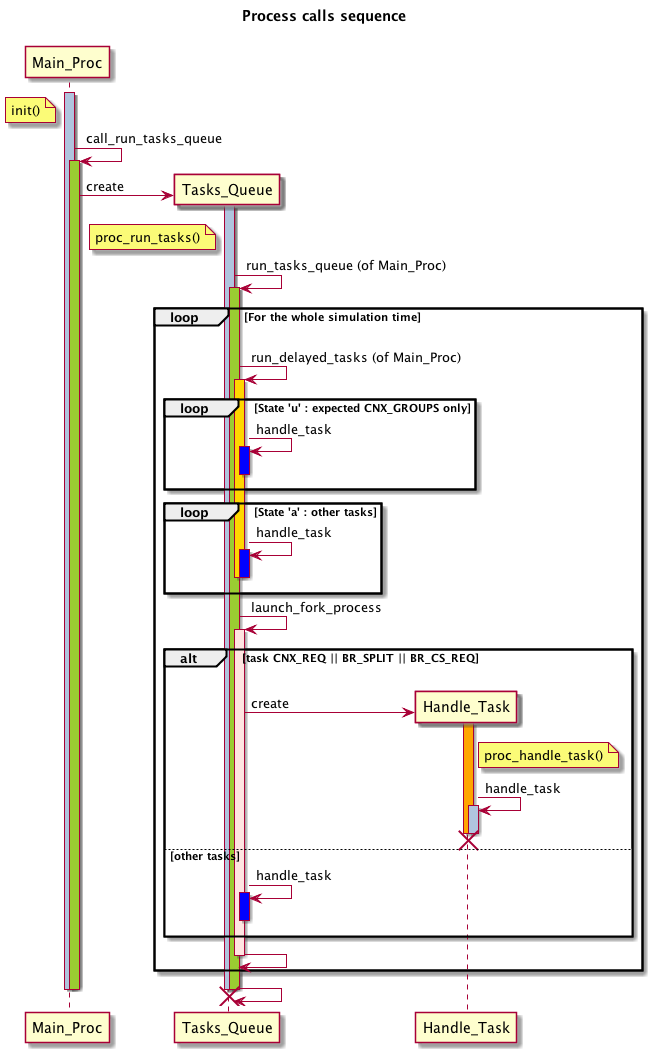 Process calls sequence
Main_Proc
init()
call_run_tasks_queue
create
Tasks_Queue
proc_run_tasks()
run_tasks_queue (of Main_Proc)
loop
[For the whole simulation time]
run_delayed_tasks (of Main_Proc)
loop
[State 'u' : expected CNX_GROUPS only]
handle_task
loop
[State 'a' : other tasks]
handle_task
launch_fork_process
alt
[task CNX_REQ || BR_SPLIT || BR_CS_REQ]
create
Handle_Task
proc_handle_task()
handle_task
[other tasks]
handle_task
Main_Proc
Tasks_Queue
Handle_Task